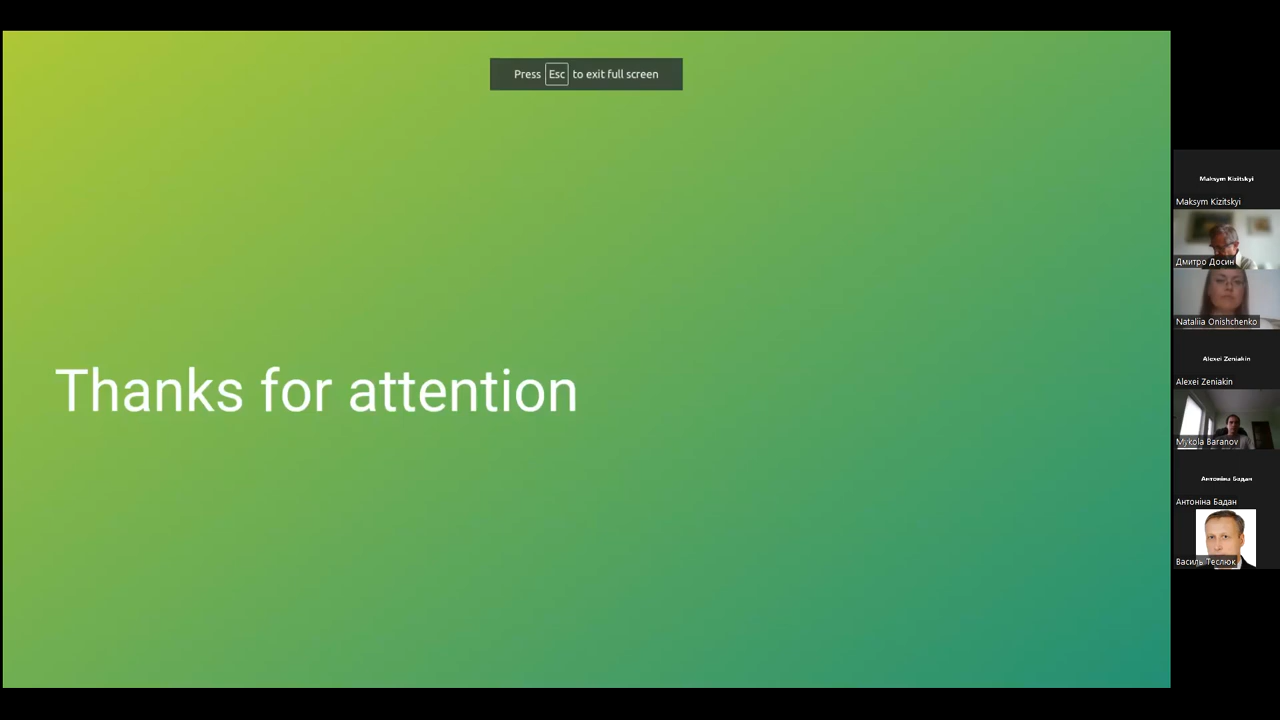 Press Esc to exit full screen
Thanks for attention
Maksym Kizitskyi
Maksym Kizitskyi
Дмитро Досин
Nataliia Onishchenko
Alexei Zeniakin
Alexei Zeniakin
Mykola Baranov
Антоніна Бадан
Антоніна Бадан
Василь Теслюк